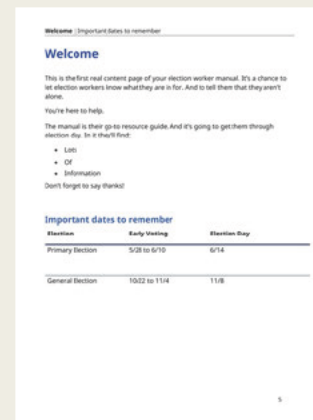 Welcome | Important dates to remember
Welcome
This is the first real content page of your election worker manual. It's a chance to
let election workers know what they are in for. And to tell them that they aren't
alone.
You're here to help.
The manual is their go-to resource guide. And it's going to get them through
election day. In it they'll find:
• Lots
• Of
• Information
Don't forget to say thanks!
Important dates to remember
Election Early Voting Election Day
Primary Election 5/28 to 6/10 6/14
General Election 10/22 to 11/4 11/8
5